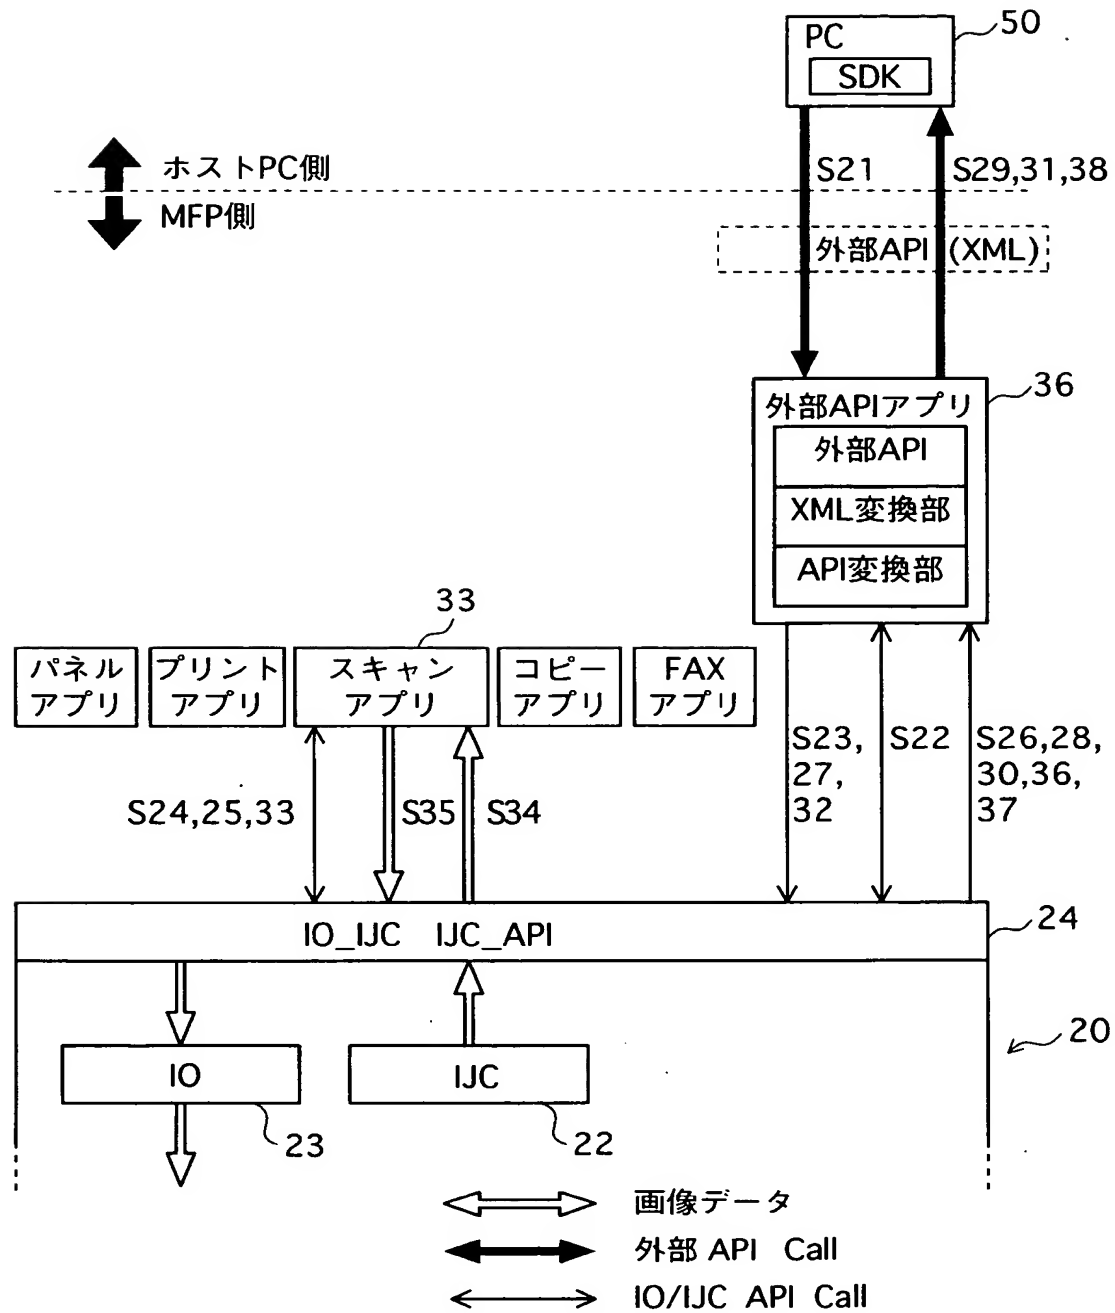 50
PC
SDK
ホストPC側
S21
S29,31,38
MFP側
外部API (XML)
36
外部APIアプリ
外部API
XML変換部
API変換部
33
パネル
アプリ
プリント
アプリ
スキャン
アプリ
コピー
アプリ
FAX
アプリ
S23,
27,
32
S22
S26,28,
30,36,
37
S24,25,33
S35
S34
IO_IJC IJC_API
24
20
IO
IJC
23
22
画像データ
外部 API Call
IO/IJC API Call